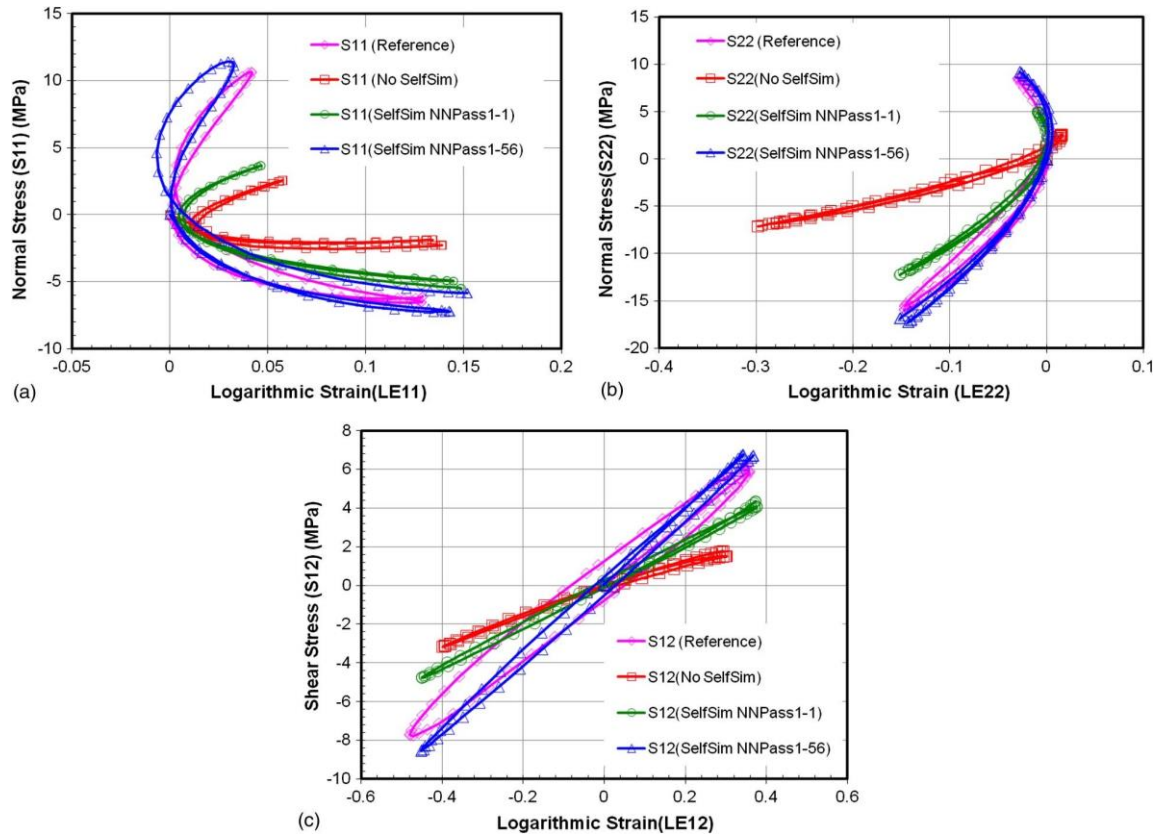 Normal Stress (S11) (MPa)
15
10
5
0
-5
-10
-0.05
0
0.05
0.1
0.15
0.2
Logarithmic Strain(LE11)
S11 (Reference)
S11 (No SelfSim)
S11(SelfSim NNPass1-1)
S11(SelfSim NNPass1-56)
(a)
Normal Stress(S22) (MPa)
15
10
5
0
-5
-10
-15
-20
-0.4
-0.3
-0.2
-0.1
0
0.1
Logarithmic Strain (LE22)
S22 (Reference)
S22(No SelfSim)
S22(SelfSim NNPass1-1)
S22(SelfSim NNPass1-56)
(b)
Shear Stress (S12) (MPa)
8
6
4
2
0
-2
-4
-6
-8
-10
-0.6
-0.4
-0.2
0
0.2
0.4
0.6
Logarithmic Strain(LE12)
S12 (Reference)
S12(No SelfSim)
S12(SelfSim NNPass1-1)
S12(SelfSim NNPass1-56)
(c)